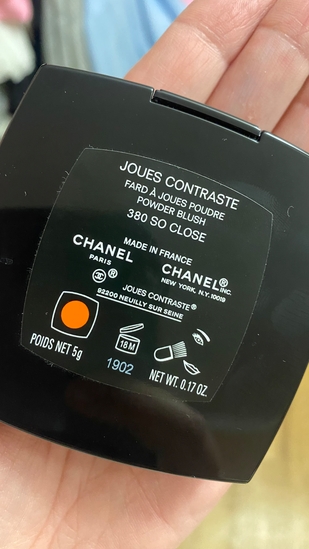 JOUES CONTRASTE
FARD À JOUES POUDRE
POWDER BLUSH
380 SO CLOSE
MADE IN FRANCE
CHANEL
PARIS
®
CHANEL® INC.
NEW YORK, N.Y. 10019
JOUES CONTRASTE®
92200 NEUILLY SUR SEINE
18 M
POIDS NET 5g
1902
NET WT. 0.17 OZ.